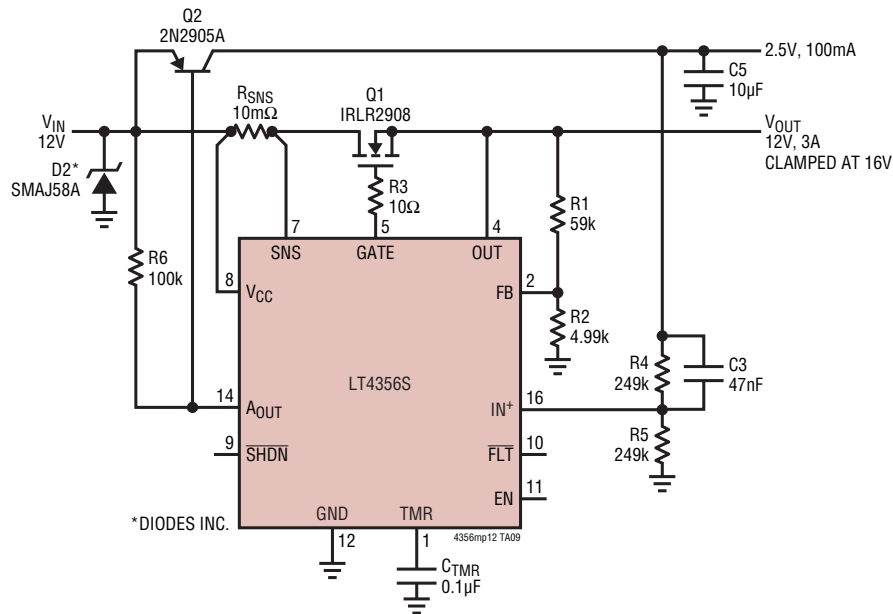 Q2
2N2905A
2.5V, 100mA
C5
10µF
RSNS
10mΩ
Q1
IRLR2908
VIN
12V
VOUT
12V, 3A
CLAMPED AT 16V
D2*
SMAJ58A
R3
10Ω
R1
59k
7
5
4
SNS
GATE
OUT
R6
100k
8
VCC
2
FB
R2
4.99k
LT4356S
R4
249k
C3
47nF
14
AOUT
16
IN+
9
SHDN
10
FLT
R5
249k
11
EN
*DIODES INC.
GND
TMR
4356mp12 TA09
12
1
CTMR
0.1µF